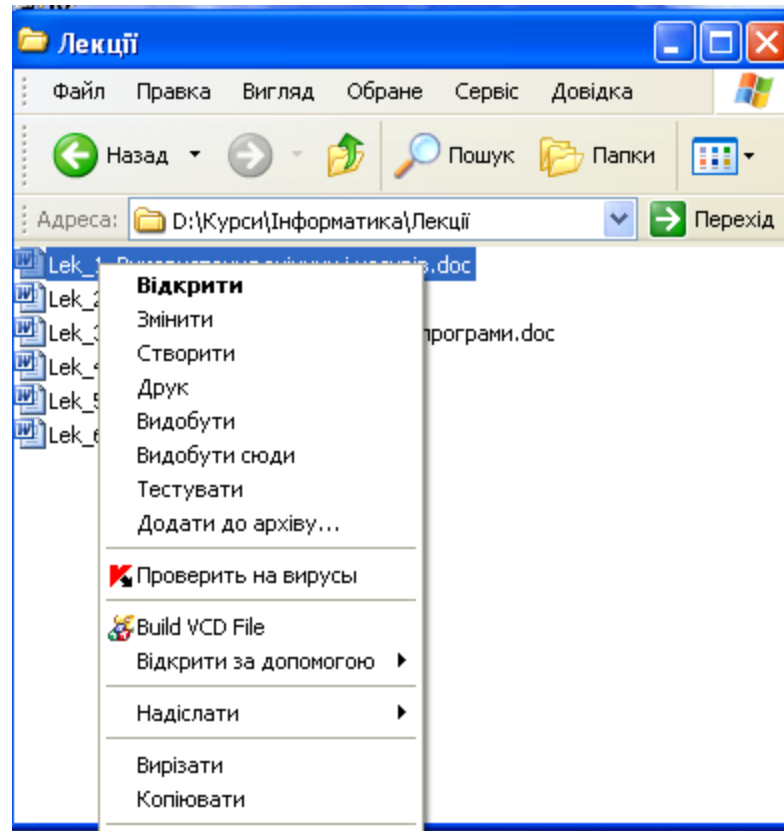 Лекції
Файл Правка Вигляд Обране Сервіс Довідка
Назад Пошук Папки
Адреса: D:\Курси\Інформатика\Лекції Перехід
Lek_1 .doc
Lek_2
Lek_3 програми.doc
Lek_4
Lek_5
Lek_6
Відкрити
Змінити
Створити
Друк
Видобути
Видобути сюди
Тестувати
Додати до архіву...
Проверить на вирусы
Build VCD File
Відкрити за допомогою
Надіслати
Вирізати
Копіювати